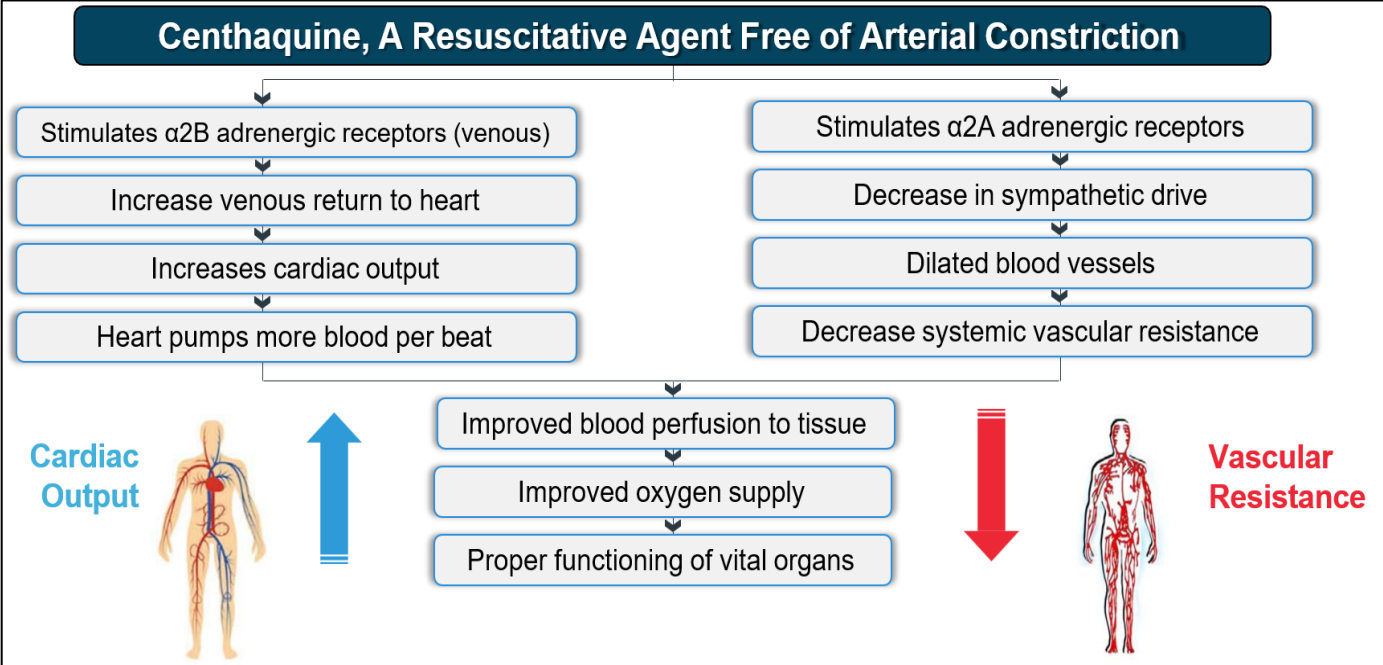 Centhaquine, A Resuscitative Agent Free of Arterial Constriction
Stimulates α2B adrenergic receptors (venous)
Increase venous return to heart
Increases cardiac output
Heart pumps more blood per beat
Stimulates α2A adrenergic receptors
Decrease in sympathetic drive
Dilated blood vessels
Decrease systemic vascular resistance
Improved blood perfusion to tissue
Improved oxygen supply
Proper functioning of vital organs
Cardiac
Output
Vascular
Resistance